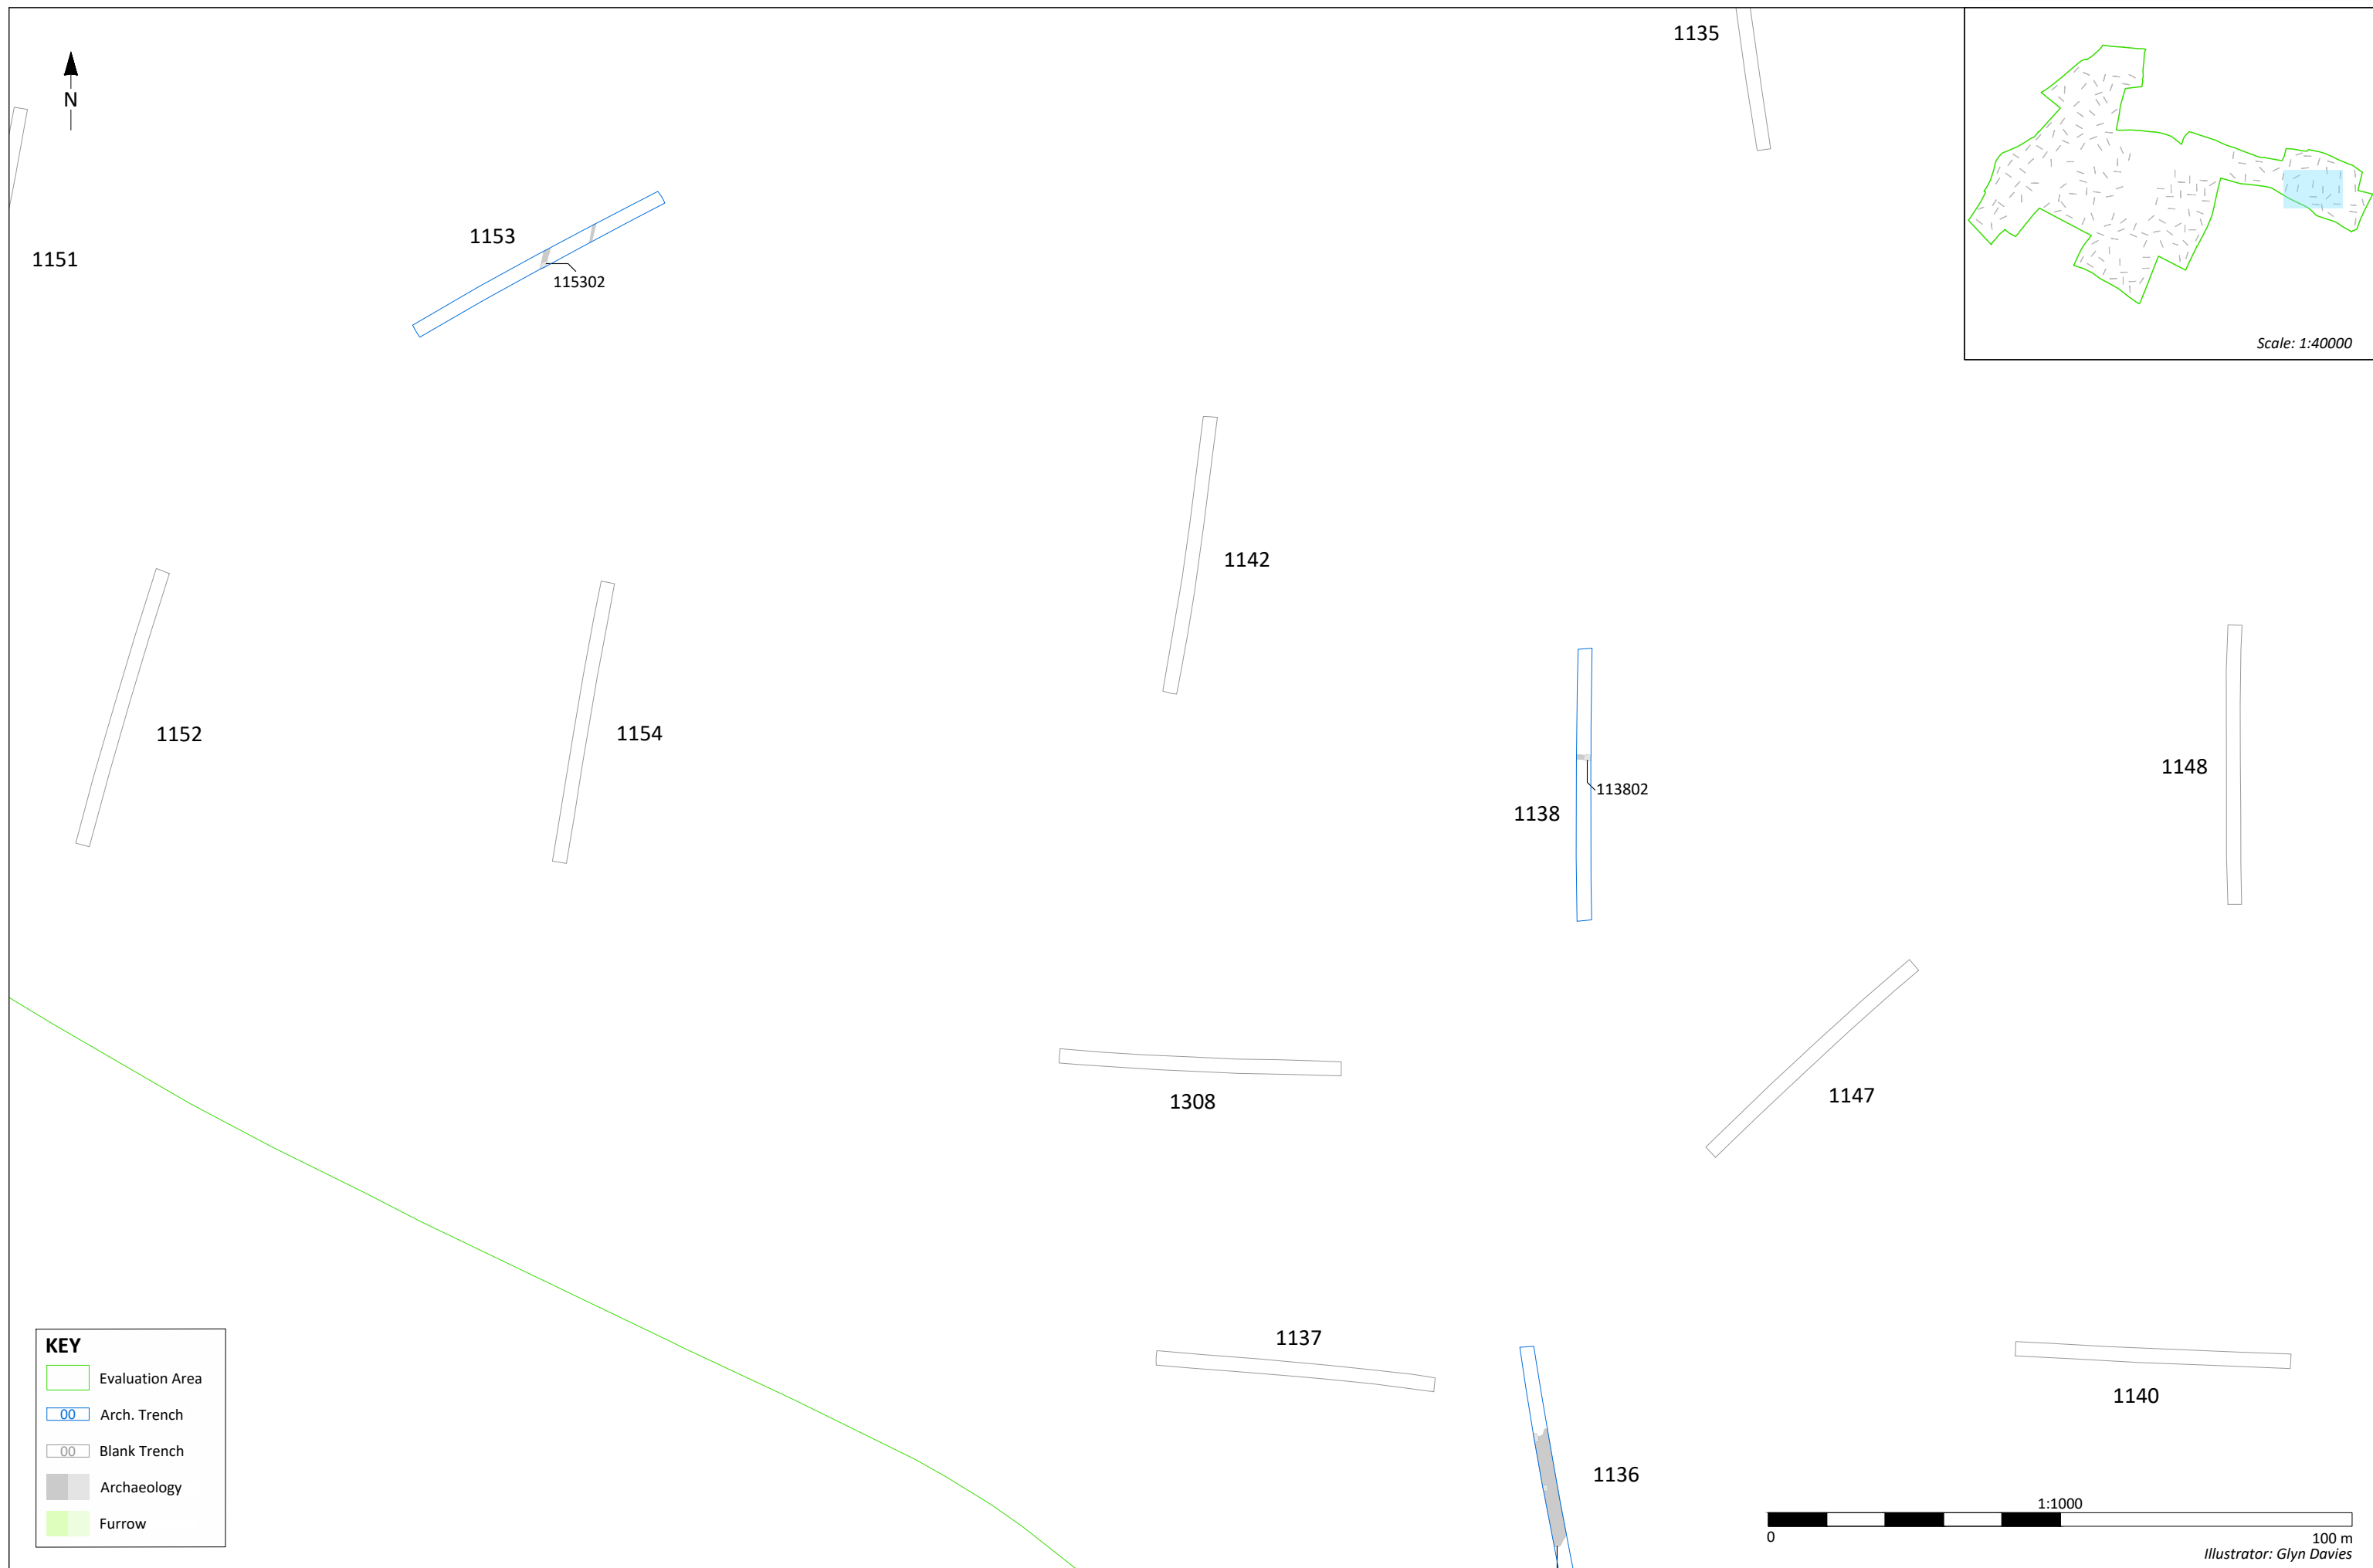 1135
N
1153
1151
115302
Scale: 1:40000
1142
1152
1154
1148
113802
1138
1308
1147
1137
1140
1136
KEY
Evaluation Area
00 Arch. Trench
00 Blank Trench
Archaeology
Furrow
1:1000
0 100 m
Illustrator: Glyn Davies